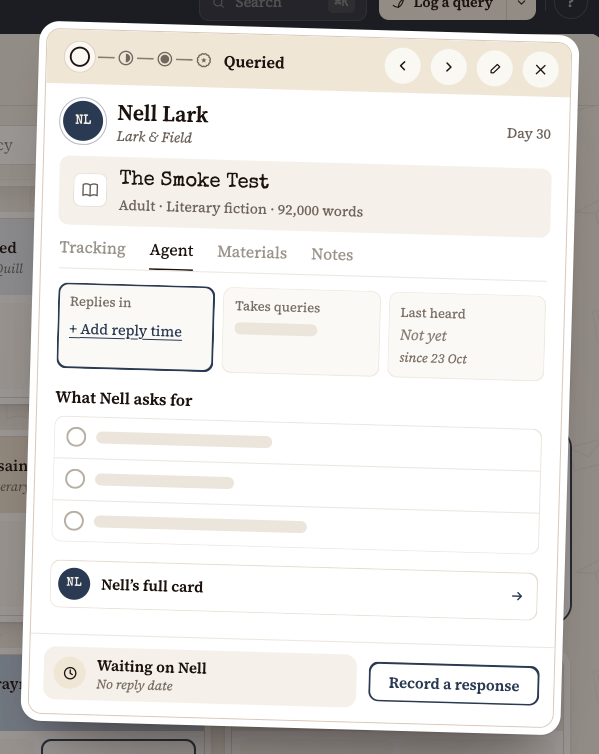 Search
⌘K
Log a query
?
Queried
NL
Nell Lark
Lark & Field
Day 30
The Smoke Test
Adult · Literary fiction · 92,000 words
Tracking
Agent
Materials
Notes
Replies in
+ Add reply time
Takes queries
Last heard
Not yet
since 23 Oct
What Nell asks for
NL
Nell’s full card
Waiting on Nell
No reply date
Record a response
Quill